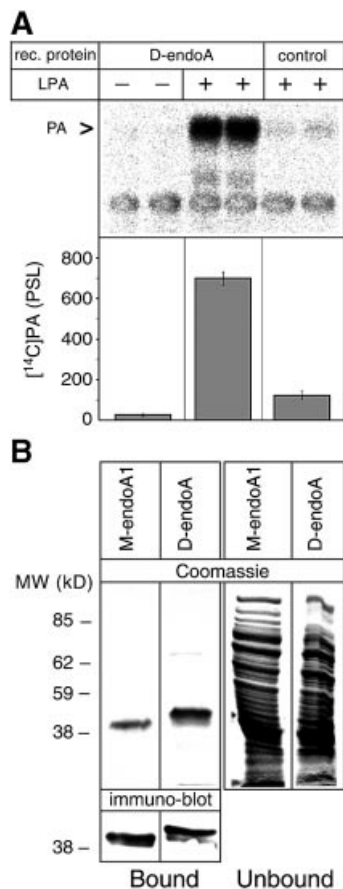 A
rec. protein D-endoA control
LPA – – + + + +
PA >
[¹⁴C]PA (PSL)
800
600
400
200
0
B
M-endoA1 D-endoA M-endoA1 D-endoA
MW (kD) Coomassie
85 –
62 –
59 –
38 –
immuno-blot
38 –
Bound Unbound